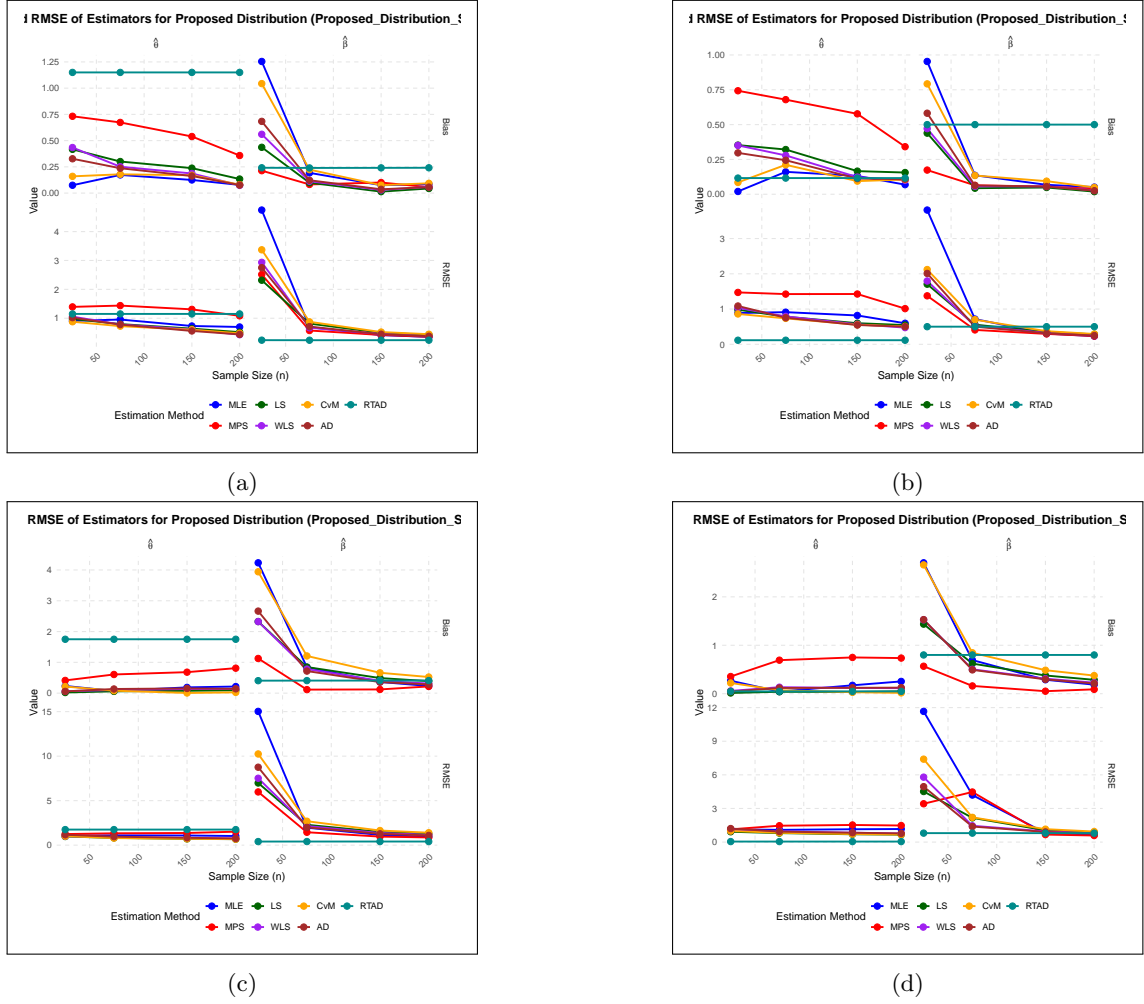 RMSE of Estimators for Proposed Distribution (Proposed_Distribution_S
θ̂ β̂
1.25
1.00
0.75
0.50
0.25
0.00
Bias
4
3
2
1
RMSE
Value
50 100 150 200 50 100 150 200
Sample Size (n)
Estimation Method MLE LS CvM RTAD
MPS WLS AD
(a)
RMSE of Estimators for Proposed Distribution (Proposed_Distribution_S
θ̂ β̂
1.00
0.75
0.50
0.25
0.00
Bias
3
2
1
0
RMSE
Value
50 100 150 200 50 100 150 200
Sample Size (n)
Estimation Method MLE LS CvM RTAD
MPS WLS AD
(b)
RMSE of Estimators for Proposed Distribution (Proposed_Distribution_S
θ̂ β̂
4
3
2
1
0
Bias
15
10
5
0
RMSE
Value
50 100 150 200 50 100 150 200
Sample Size (n)
Estimation Method MLE LS CvM RTAD
MPS WLS AD
(c)
RMSE of Estimators for Proposed Distribution (Proposed_Distribution_S
θ̂ β̂
2
1
0
Bias
12
9
6
3
0
RMSE
Value
50 100 150 200 50 100 150 200
Sample Size (n)
Estimation Method MLE LS CvM RTAD
MPS WLS AD
(d)